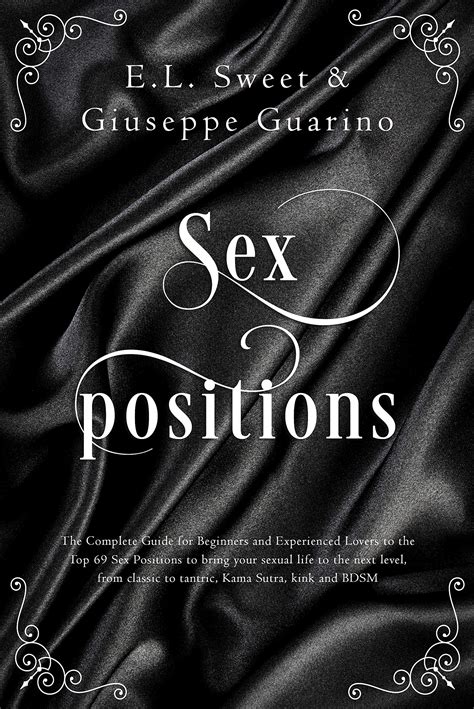 E.L. Sweet &
Giuseppe Guarino
Sex
positions
The Complete Guide for Beginners and Experienced Lovers to the
Top 69 Sex Positions to bring your sexual life to the next level,
from classic to tantric, Kama Sutra, kink and BDSM